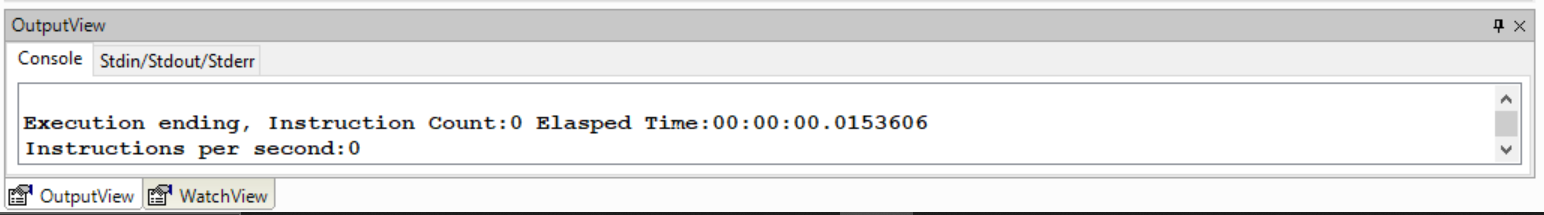 OutputView
Console Stdin/Stdout/Stderr
Execution ending, Instruction Count:0 Elasped Time:00:00:00.0153606
Instructions per second:0
OutputView WatchView